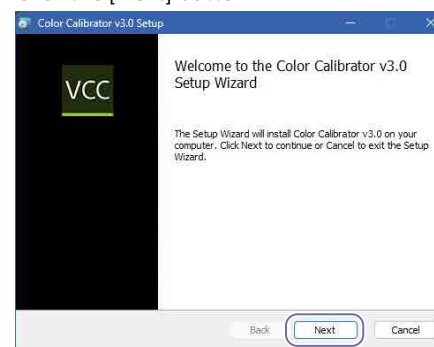 Color Calibrator v3.0 Setup
VCC
Welcome to the Color Calibrator v3.0
Setup Wizard
The Setup Wizard will install Color Calibrator v3.0 on your
computer. Click Next to continue or Cancel to exit the Setup
Wizard.
Back Next Cancel